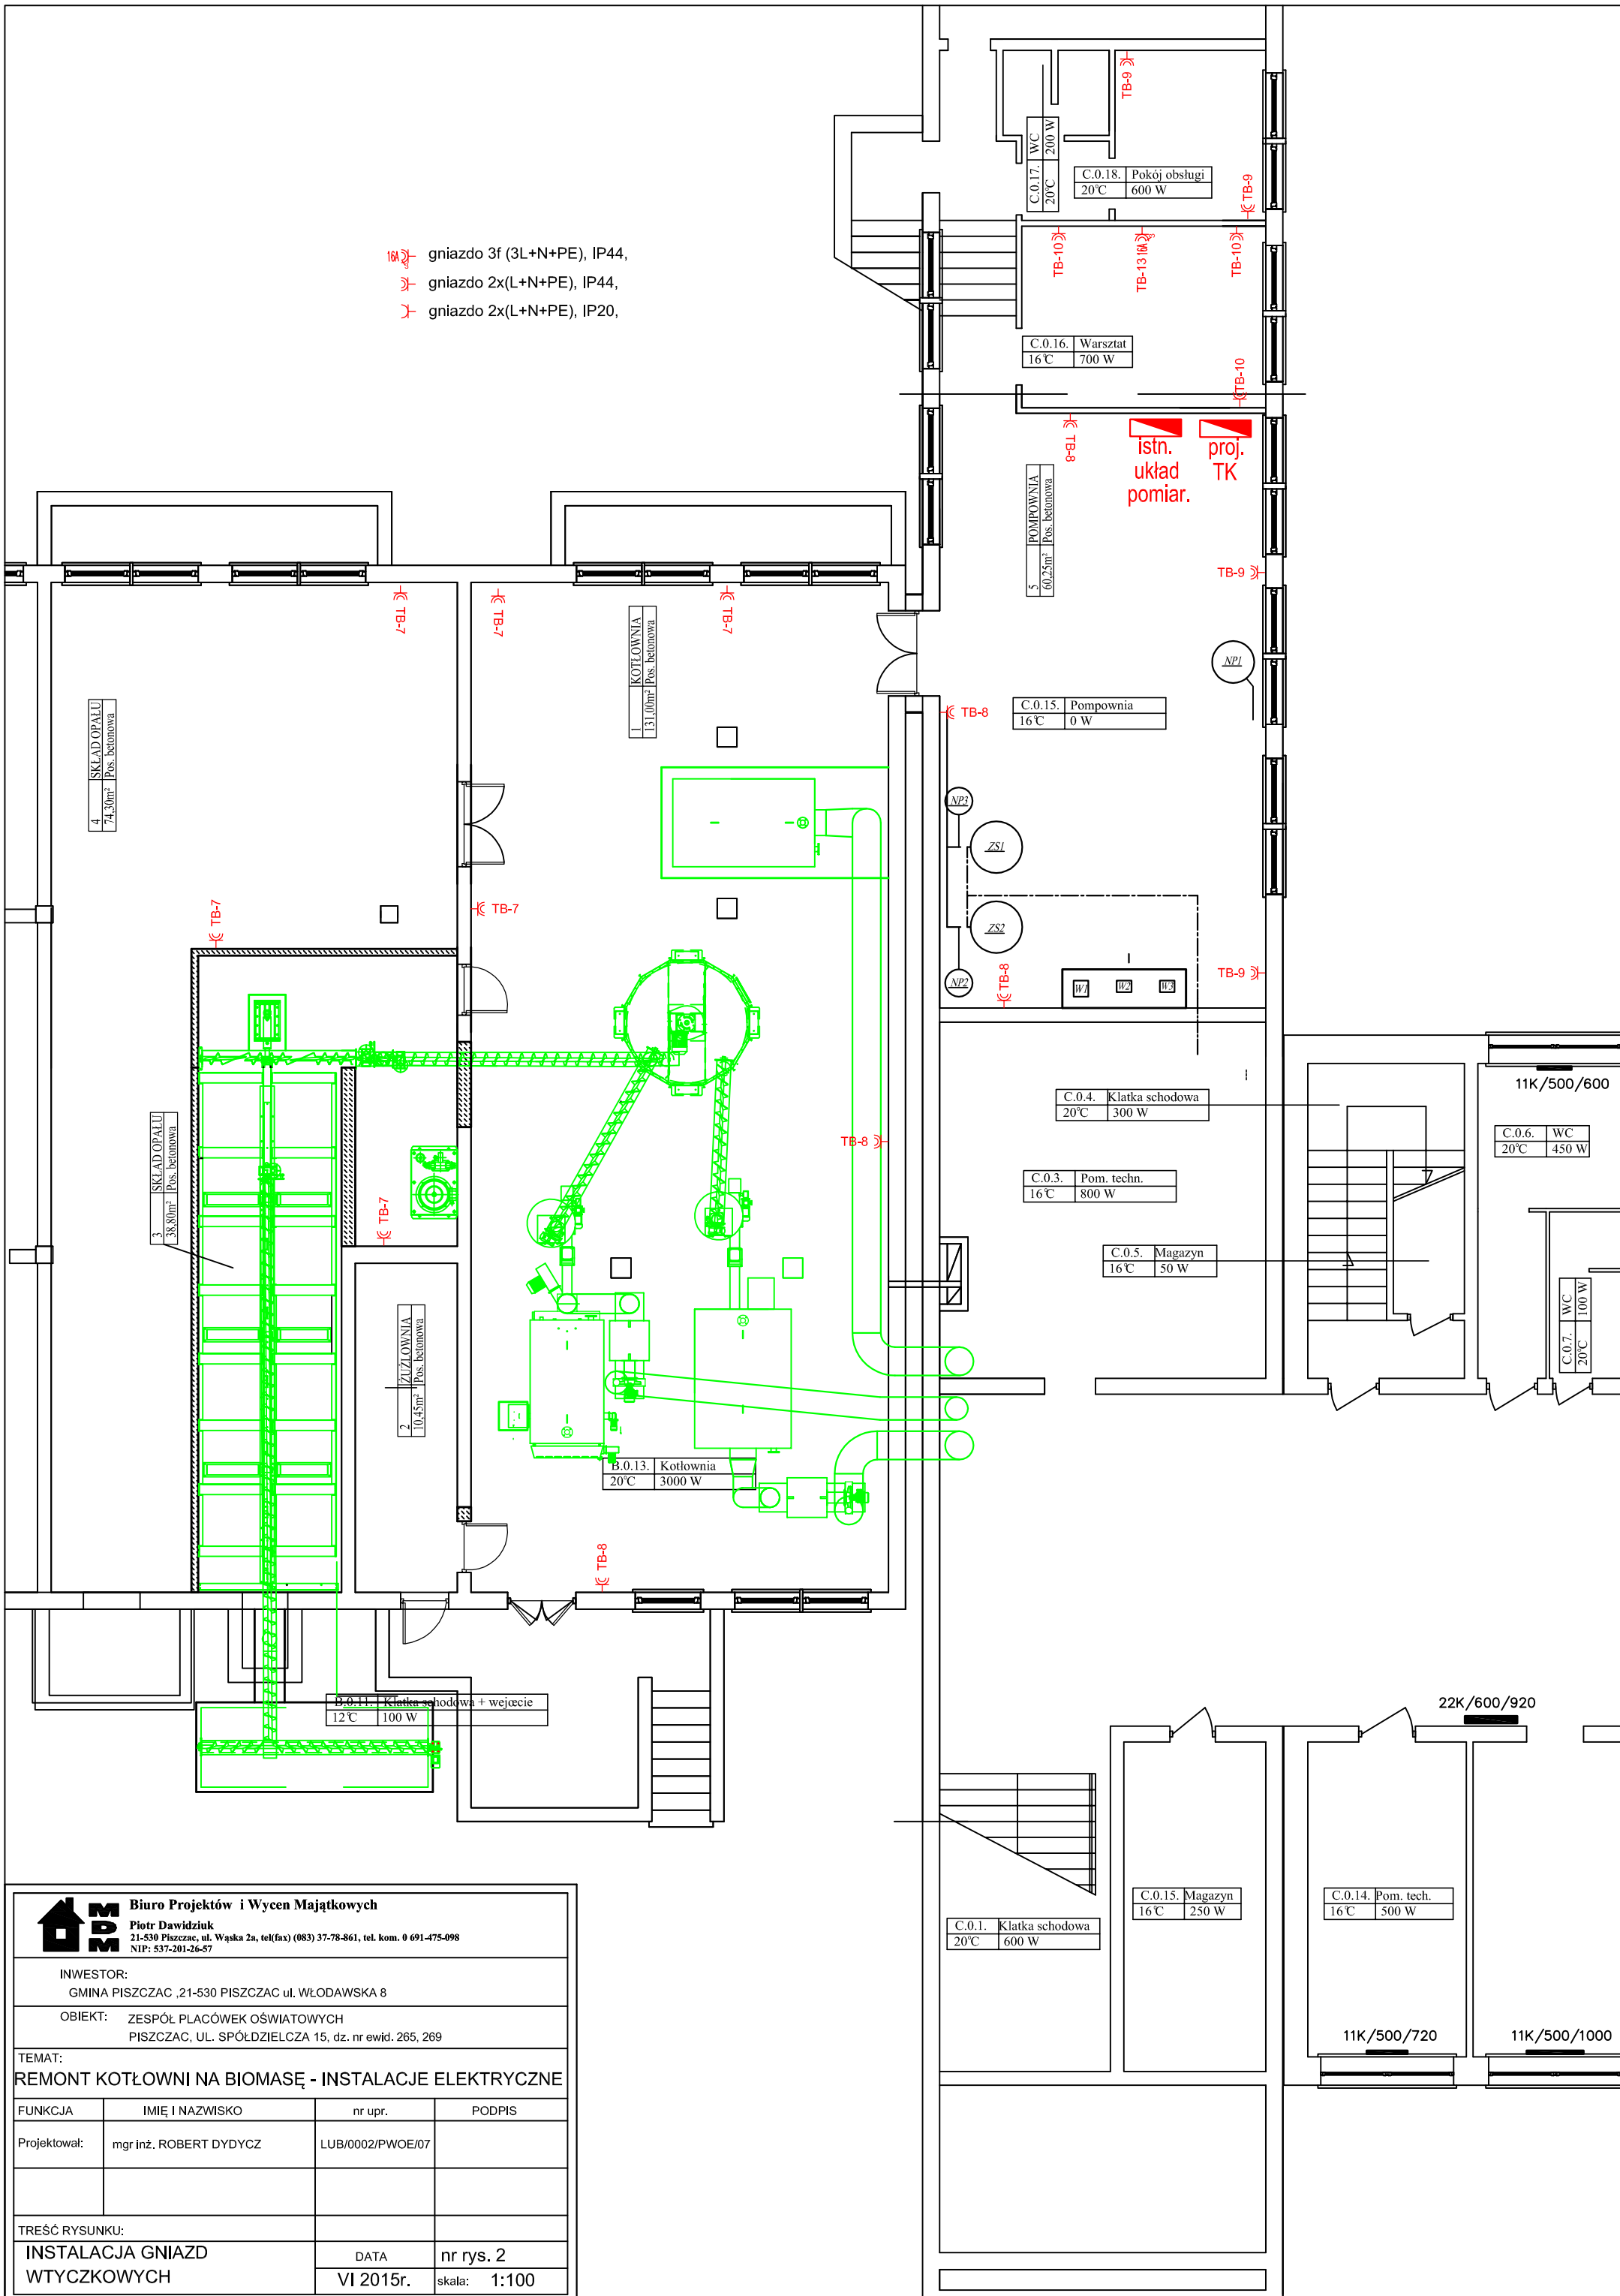 TB-9
C.0.17. WC
20℃ 200 W
C.0.18. Pokój obsługi
20℃ 600 W
TB-9
16A gniazdo 3f (3L+N+PE), IP44,
gniazdo 2x(L+N+PE), IP44,
gniazdo 2x(L+N+PE), IP20,
TB-10
TB-13 16A
TB-10
C.0.16. Warsztat
16℃ 700 W
TB-10
TB-8
istn.
układ
pomiar.
proj.
TK
5 POMPOWNIA
60,25m² Pos. betonowa
TB-9
TB-7
TB-7
TB-7
1 KOTŁOWNIA
131,00m² Pos. betonowa
NP1
4 SKŁAD OPAŁU
74,30m² Pos. betonowa
TB-8
C.0.15. Pompownia
16℃ 0 W
NP3
ZS1
TB-7
TB-7
ZS2
NP2
TB-8
W1 W2 W3
TB-9
11K/500/600
C.0.4. Klatka schodowa
20℃ 300 W
C.0.6. WC
20℃ 450 W
3 SKŁAD OPAŁU
38,80m² Pos. betonowa
TB-7
TB-8
C.0.3. Pom. techn.
16℃ 800 W
C.0.5. Magazyn
16℃ 50 W
C.0.7. WC
20℃ 100 W
2 ŻUŻLOWNIA
10,45m² Pos. betonowa
B.0.13. Kotłownia
20℃ 3000 W
TB-8
B.0.11. Klatka schodowa + wejœcie
12℃ 100 W
22K/600/920
C.0.15. Magazyn
16℃ 250 W
C.0.14. Pom. tech.
16℃ 500 W
C.0.1. Klatka schodowa
20℃ 600 W
11K/500/720
11K/500/1000
MDM
Biuro Projektów i Wycen Majątkowych
Piotr Dawidziuk
21-530 Piszczac, ul. Wąska 2a, tel(fax) (083) 37-78-861, tel. kom. 0 691-475-098
NIP: 537-201-26-57
INWESTOR:
GMINA PISZCZAC ,21-530 PISZCZAC ul. WŁODAWSKA 8
OBIEKT: ZESPÓŁ PLACÓWEK OŚWIATOWYCH
PISZCZAC, UL. SPÓŁDZIELCZA 15, dz. nr ewid. 265, 269
TEMAT:
REMONT KOTŁOWNI NA BIOMASĘ - INSTALACJE ELEKTRYCZNE
FUNKCJA IMIĘ I NAZWISKO nr upr. PODPIS
Projektował: mgr inż. ROBERT DYDYCZ LUB/0002/PWOE/07
TREŚĆ RYSUNKU:
INSTALACJA GNIAZD
WTYCZKOWYCH
DATA nr rys. 2
VI 2015r. skala: 1:100